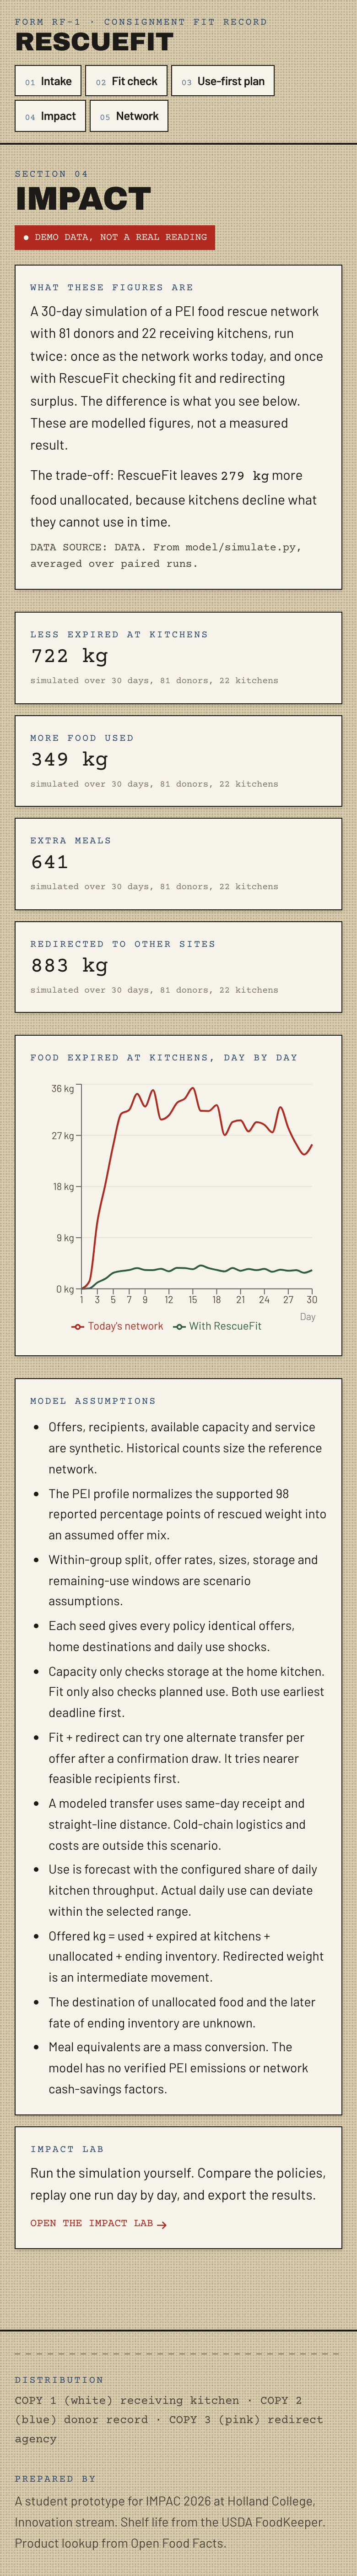 FORM RF-1 · CONSIGNMENT FIT RECORD
RESCUEFIT
01 Intake
02 Fit check
03 Use-first plan
04 Impact
05 Network
SECTION 04
IMPACT
● DEMO DATA, NOT A REAL READING
WHAT THESE FIGURES ARE
A 30-day simulation of a PEI food rescue network
with 81 donors and 22 receiving kitchens, run
twice: once as the network works today, and once
with RescueFit checking fit and redirecting
surplus. The difference is what you see below.
These are modelled figures, not a measured
result.
The trade-off: RescueFit leaves 279 kg more
food unallocated, because kitchens decline what
they cannot use in time.
DATA SOURCE: DATA. From model/simulate.py,
averaged over paired runs.
LESS EXPIRED AT KITCHENS
722 kg
simulated over 30 days, 81 donors, 22 kitchens
MORE FOOD USED
349 kg
simulated over 30 days, 81 donors, 22 kitchens
EXTRA MEALS
641
simulated over 30 days, 81 donors, 22 kitchens
REDIRECTED TO OTHER SITES
883 kg
simulated over 30 days, 81 donors, 22 kitchens
FOOD EXPIRED AT KITCHENS, DAY BY DAY
36 kg
27 kg
18 kg
9 kg
0 kg
1 3 5 7 9 12 15 18 21 24 27 30
Day
Today's network With RescueFit
MODEL ASSUMPTIONS
• Offers, recipients, available capacity and service
are synthetic. Historical counts size the reference
network.
• The PEI profile normalizes the supported 98
reported percentage points of rescued weight into
an assumed offer mix.
• Within-group split, offer rates, sizes, storage and
remaining-use windows are scenario
assumptions.
• Each seed gives every policy identical offers,
home destinations and daily use shocks.
• Capacity only checks storage at the home kitchen.
Fit only also checks planned use. Both use earliest
deadline first.
• Fit + redirect can try one alternate transfer per
offer after a confirmation draw. It tries nearer
feasible recipients first.
• A modeled transfer uses same-day receipt and
straight-line distance. Cold-chain logistics and
costs are outside this scenario.
• Use is forecast with the configured share of daily
kitchen throughput. Actual daily use can deviate
within the selected range.
• Offered kg = used + expired at kitchens +
unallocated + ending inventory. Redirected weight
is an intermediate movement.
• The destination of unallocated food and the later
fate of ending inventory are unknown.
• Meal equivalents are a mass conversion. The
model has no verified PEI emissions or network
cash-savings factors.
IMPACT LAB
Run the simulation yourself. Compare the policies,
replay one run day by day, and export the results.
OPEN THE IMPACT LAB →
DISTRIBUTION
COPY 1 (white) receiving kitchen · COPY 2
(blue) donor record · COPY 3 (pink) redirect
agency
PREPARED BY
A student prototype for IMPAC 2026 at Holland College,
Innovation stream. Shelf life from the USDA FoodKeeper.
Product lookup from Open Food Facts.